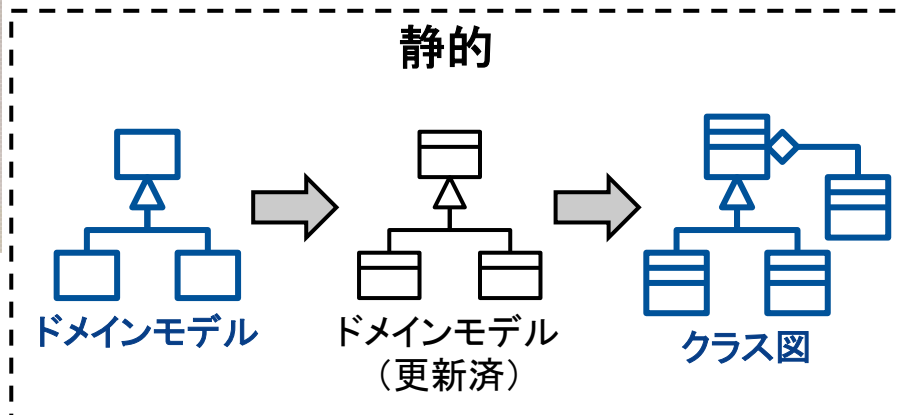 静的
ドメインモデル
ドメインモデル
（更新済）
クラス図